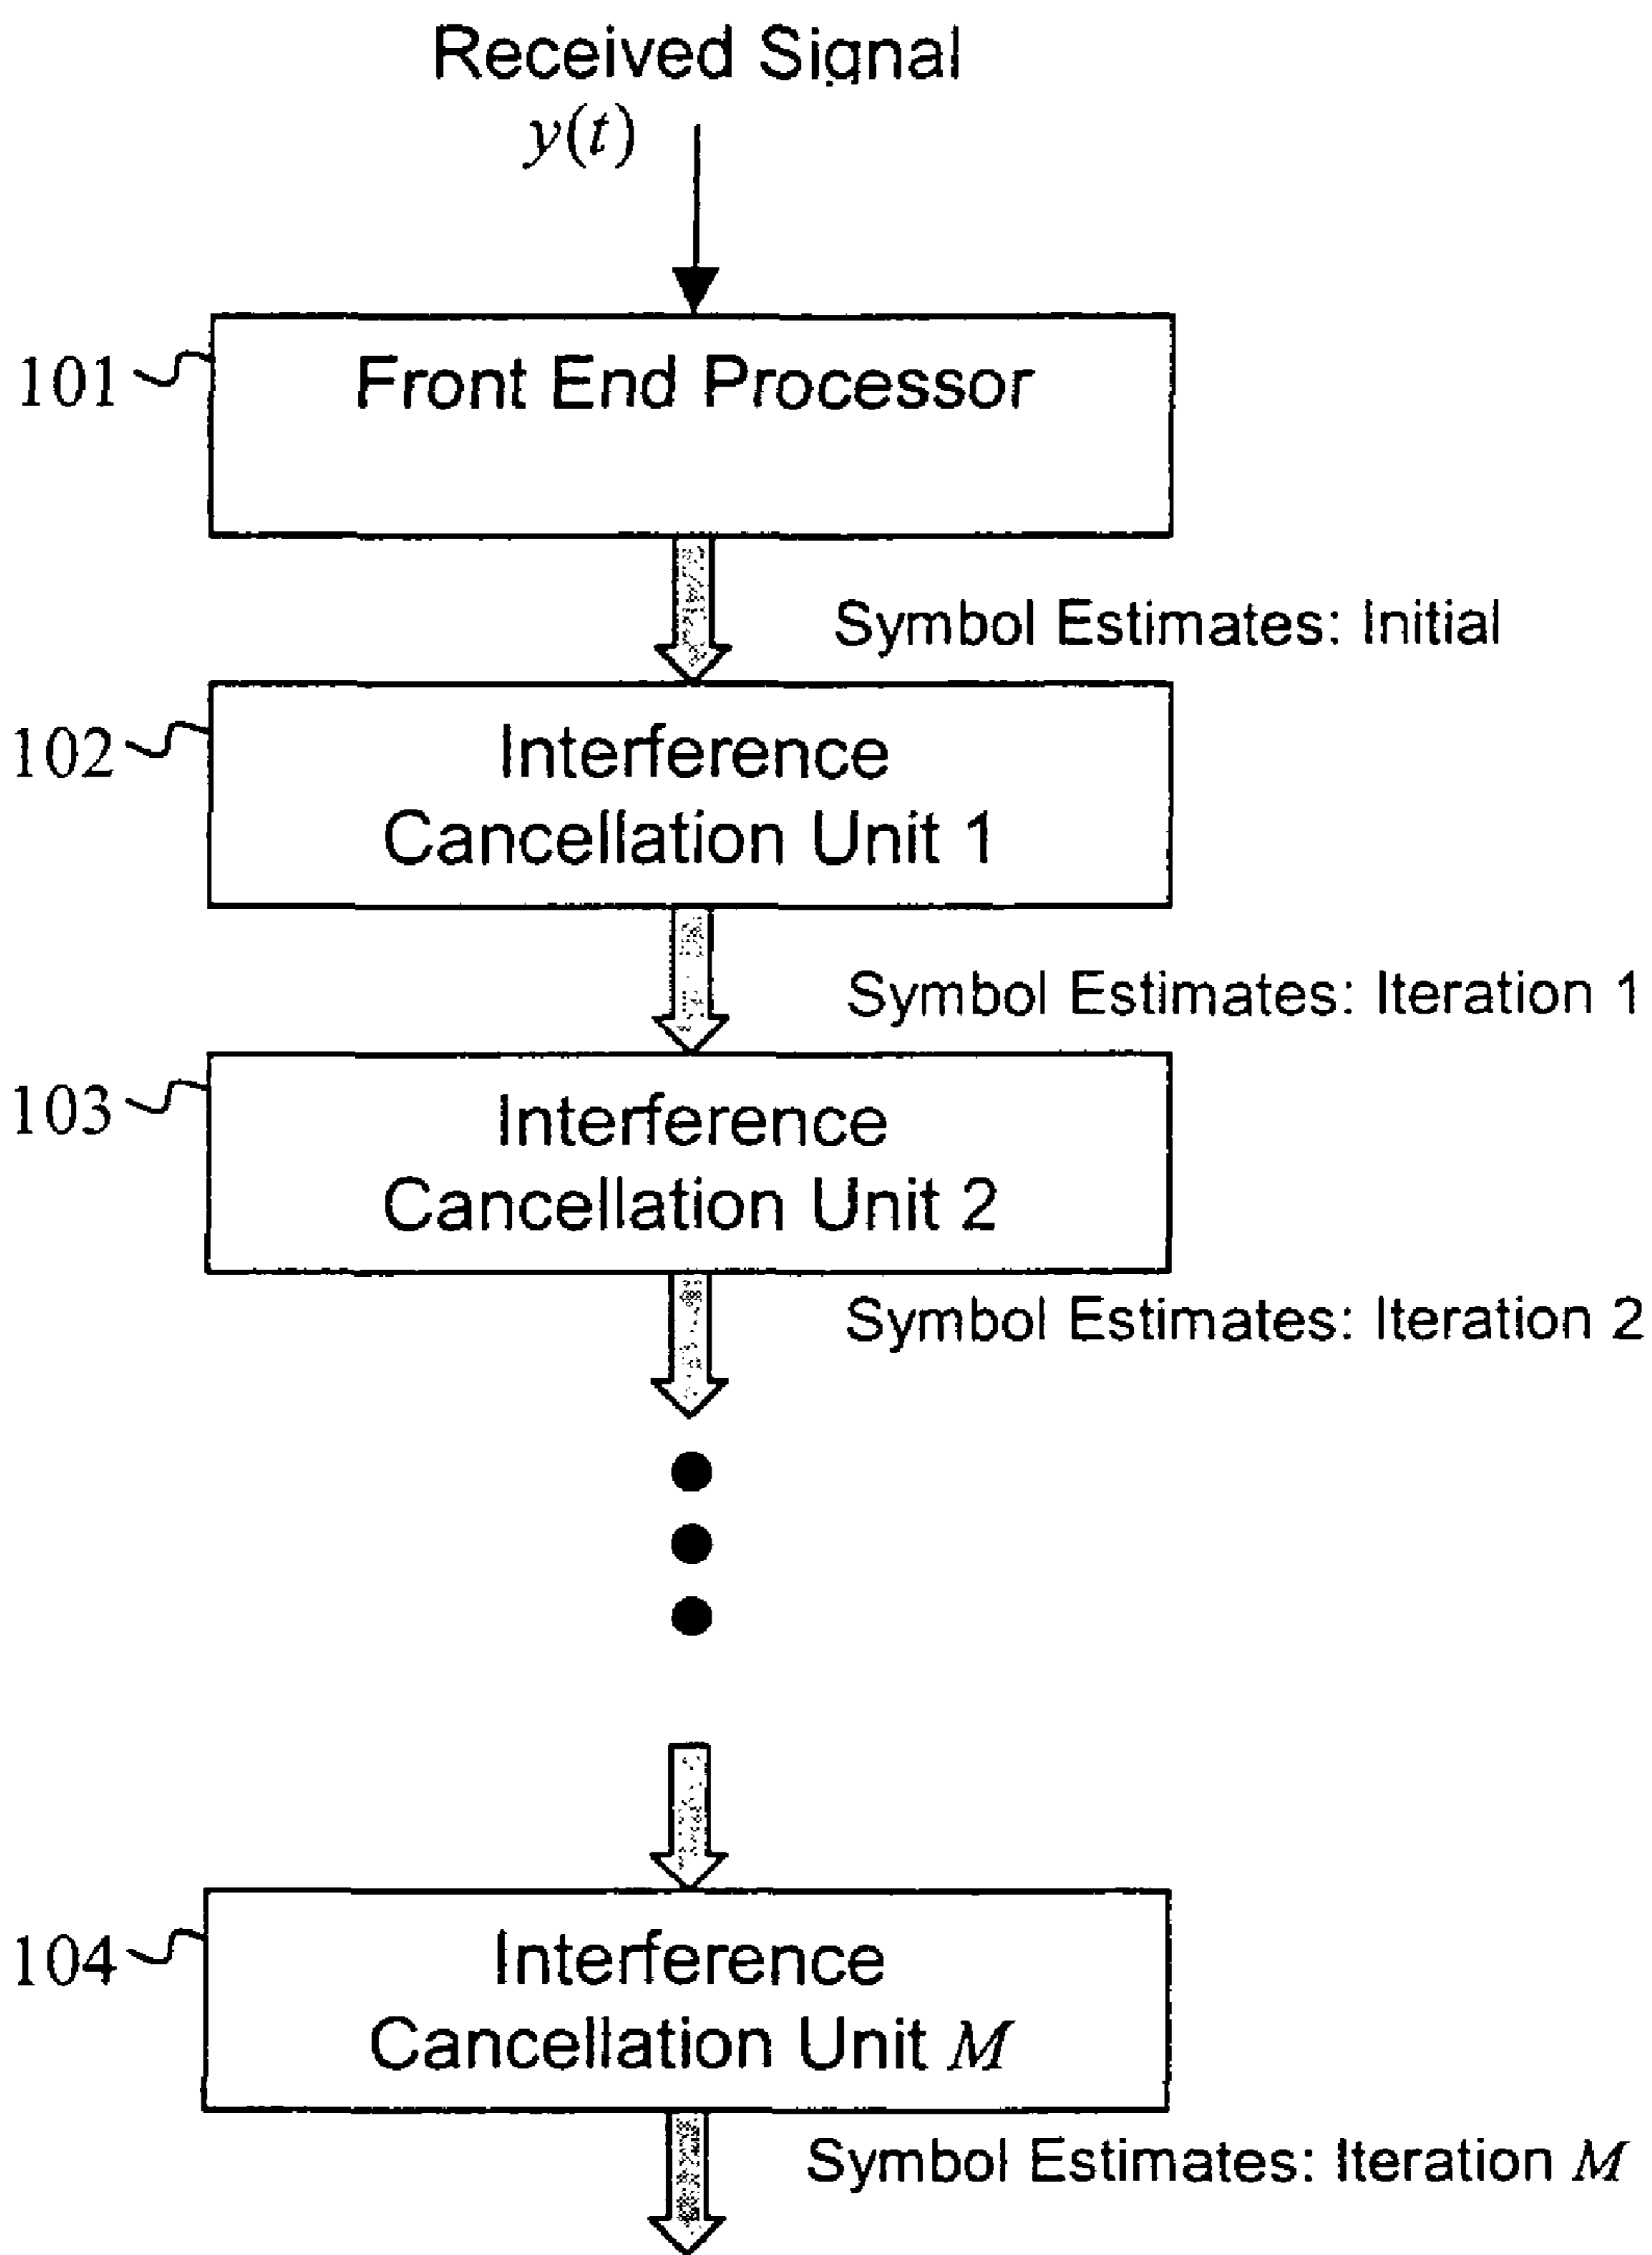 Received Signal
y(t)
101
Front End Processor
Symbol Estimates: Initial
102
Interference
Cancellation Unit 1
Symbol Estimates: Iteration 1
103
Interference
Cancellation Unit 2
Symbol Estimates: Iteration 2
104
Interference
Cancellation Unit M
Symbol Estimates: Iteration M